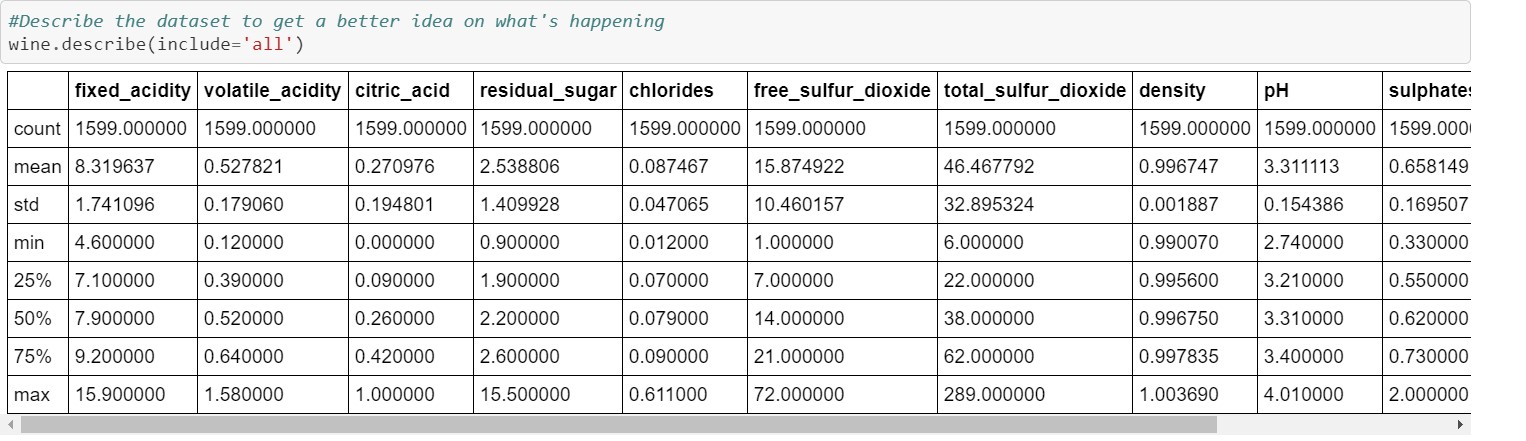 #Describe the dataset to get a better idea on what's happening
wine.describe(include='all')
fixed_acidity volatile_acidity citric_acid residual_sugar chlorides free_sulfur_dioxide total_sulfur_dioxide density pH sulphates
count 1599.000000 1599.000000 1599.000000 1599.000000 1599.000000 1599.000000 1599.000000 1599.000000 1599.000000 1599.000
mean 8.319637 0.527821 0.270976 2.538806 0.087467 15.874922 46.467792 0.996747 3.311113 0.658149
std 1.741096 0.179060 0.194801 1.409928 0.047065 10.460157 32.895324 0.001887 0.154386 0.169507
min 4.600000 0.120000 0.000000 0.900000 0.012000 1.000000 6.000000 0.990070 2.740000 0.330000
25% 7.100000 0.390000 0.090000 1.900000 0.070000 7.000000 22.000000 0.995600 3.210000 0.550000
50% 7.900000 0.520000 0.260000 2.200000 0.079000 14.000000 38.000000 0.996750 3.310000 0.620000
75% 9.200000 0.640000 0.420000 2.600000 0.090000 21.000000 62.000000 0.997835 3.400000 0.730000
max 15.900000 1.580000 1.000000 15.500000 0.611000 72.000000 289.000000 1.003690 4.010000 2.000000